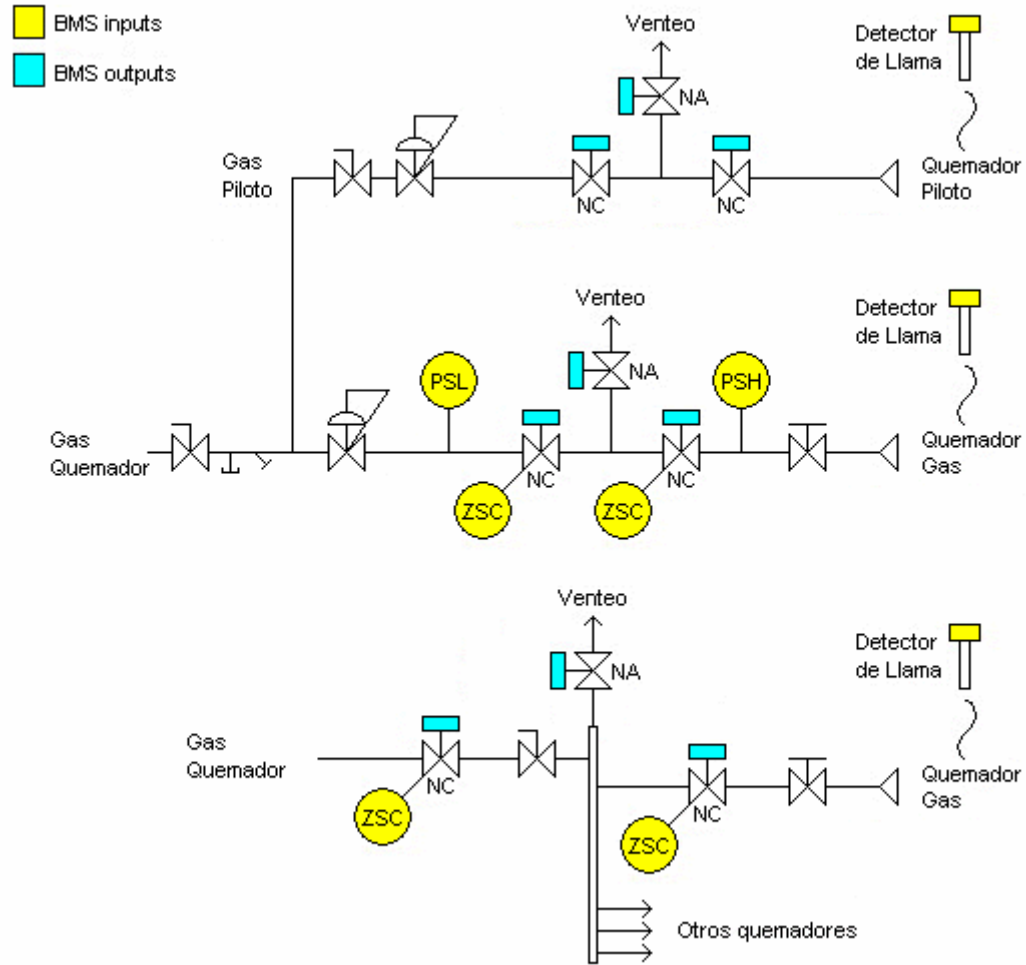 BMS inputs
BMS outputs
Venteo
NA
Detector
de Llama
Gas
Piloto
NC
NC
Quemador
Piloto
Venteo
NA
Detector
de Llama
PSL
PSH
Gas
Quemador
NC
NC
ZSC
ZSC
Quemador
Gas
Venteo
NA
Detector
de Llama
Gas
Quemador
NC
ZSC
NC
ZSC
Quemador
Gas
Otros quemadores